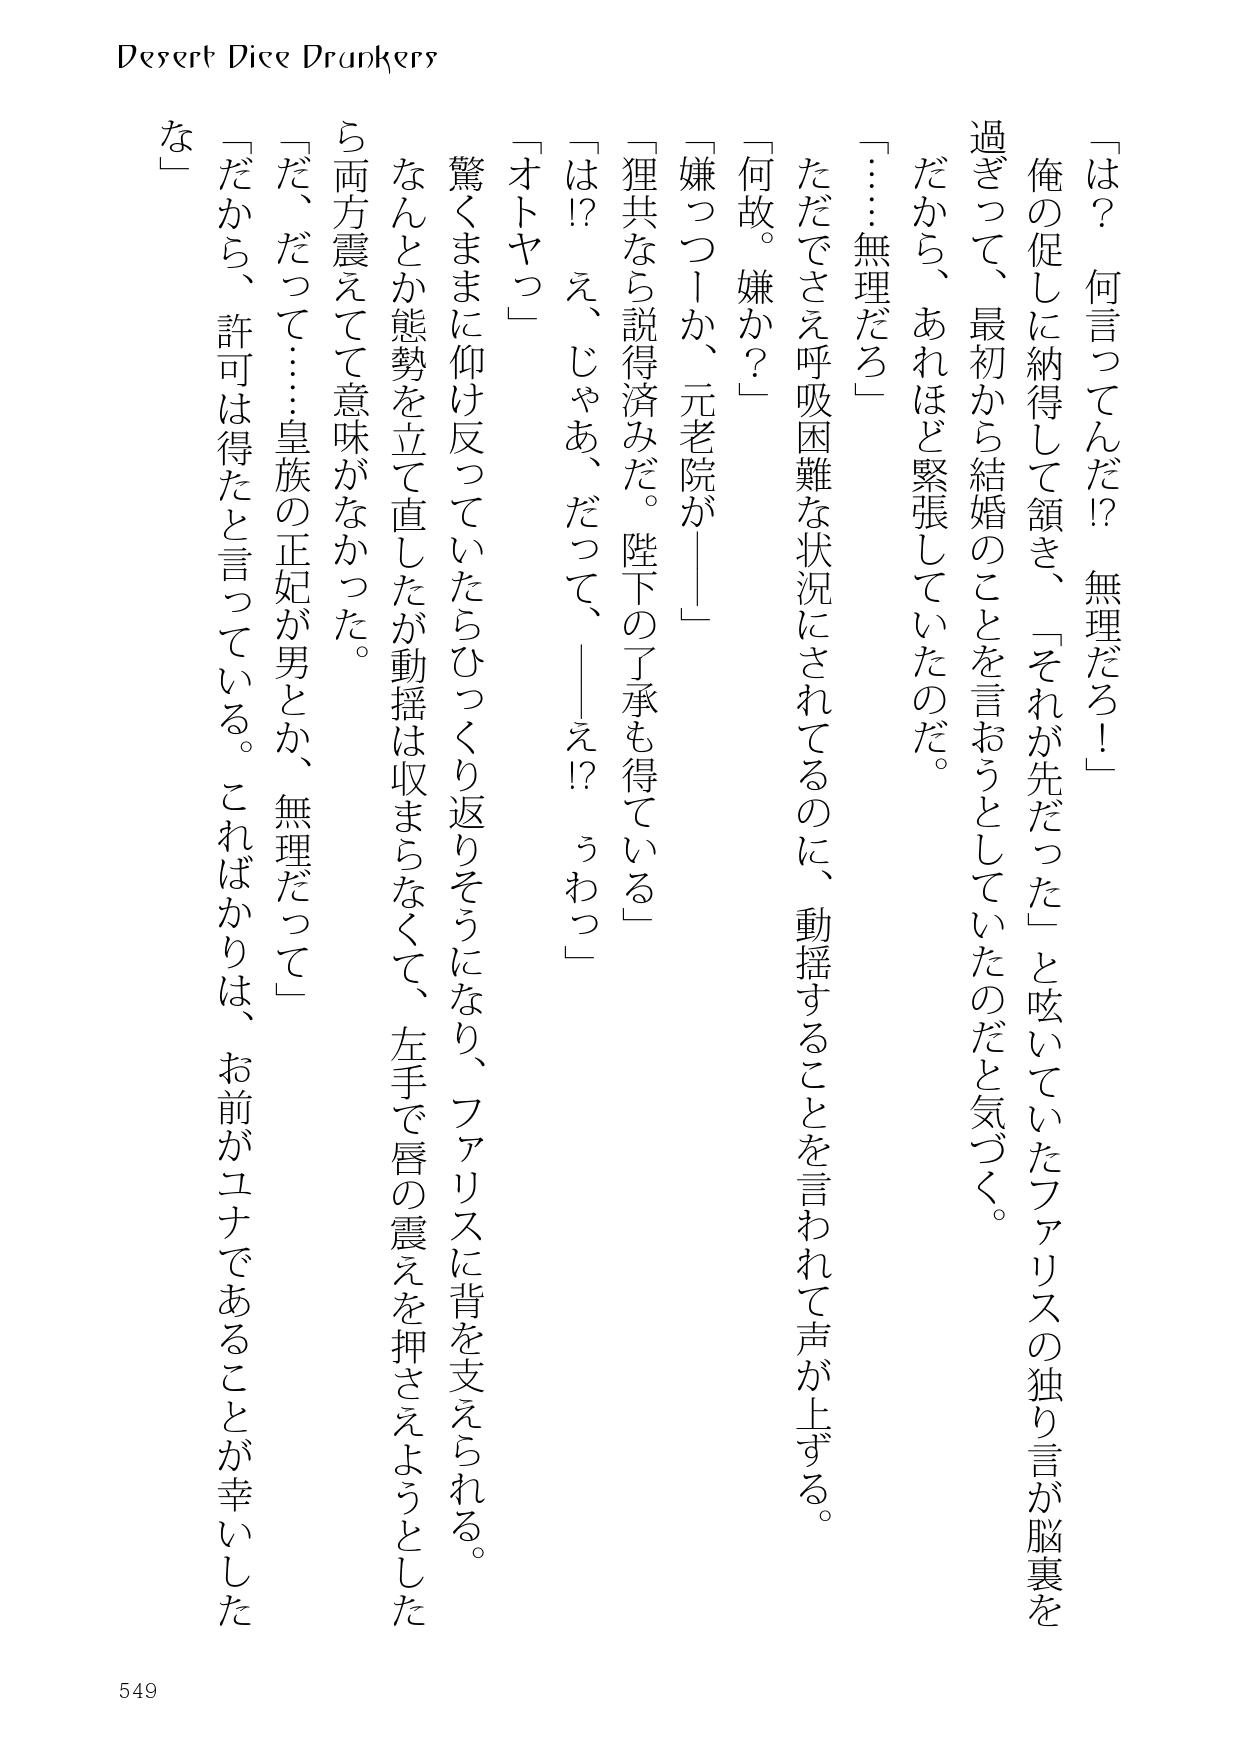 Desert Dice Drunkers
「は？　何言ってんだ!?　無理だろ！」
　俺の促しに納得して頷き、「それが先だった」と呟いていたファリスの独り言が脳裏を
過ぎって、最初から結婚のことを言おうとしていたのだと気づく。
　だから、あれほど緊張していたのだ。
「……無理だろ」
　ただでさえ呼吸困難な状況にされてるのに、動揺することを言われて声が上ずる。
「何故。嫌か？」
「嫌っつーか、元老院が――」
「狸共なら説得済みだ。陛下の了承も得ている」
「は!?　え、じゃあ、だって、――え!?　うわっ」
「オトヤっ」
　驚くままに仰け反っていたらひっくり返りそうになり、ファリスに背を支えられる。
　なんとか態勢を立て直したが動揺は収まらなくて、左手で唇の震えを押さえようとした
ら両方震えてて意味がなかった。
「だ、だって……皇族の正妃が男とか、無理だって」
「だから、許可は得たと言っている。こればかりは、お前がユナであることが幸いした
な」
549